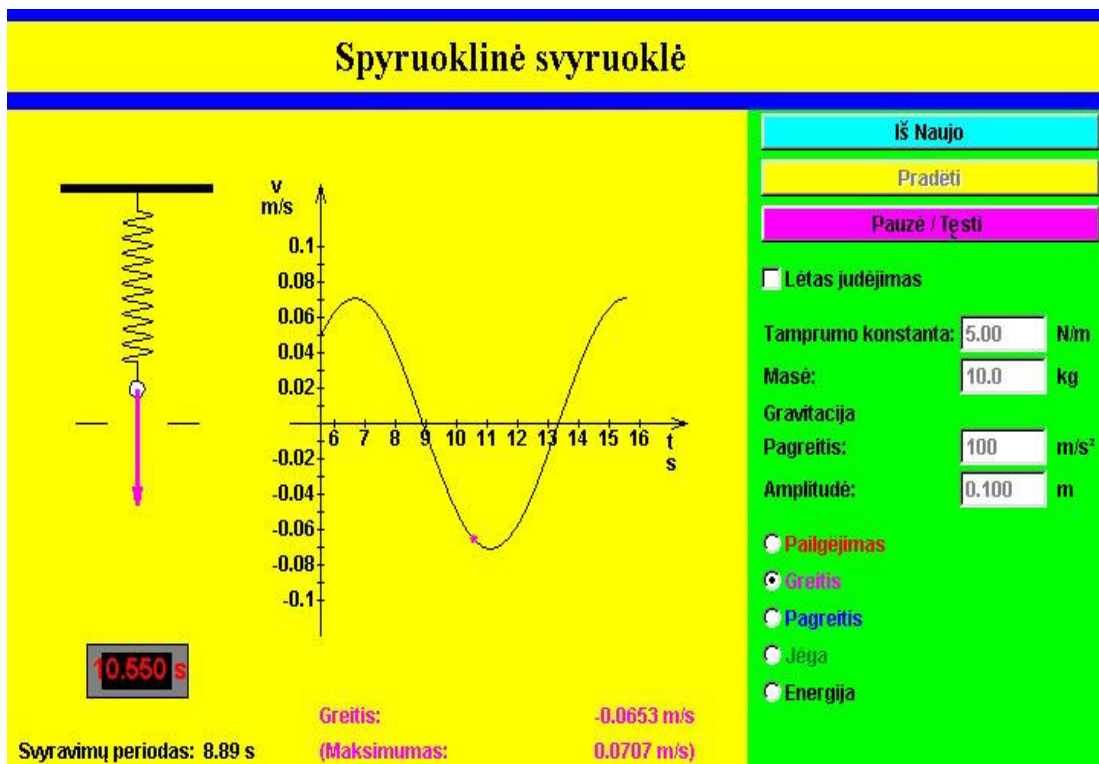 Spyruoklinė svyruoklė
Iš Naujo
Pradėti
Pauzė / Tęsti
Lėtas judėjimas
Tamprumo konstanta: 5.00 N/m
Masė: 10.0 kg
Gravitacija
Pagreitis: 100 m/s²
Amplitudė: 0.100 m
Pailgėjimas
Greitis
Pagreitis
Jėga
Energija
v
m/s
0.1
0.08
0.06
0.04
0.02
6 7 8 9 10 11 12 13 14 15 16 t
s
-0.02
-0.04
-0.06
-0.08
-0.1
10.550 s
Greitis: -0.0653 m/s
Svyravimų periodas: 8.89 s (Maksimumas: 0.0707 m/s)